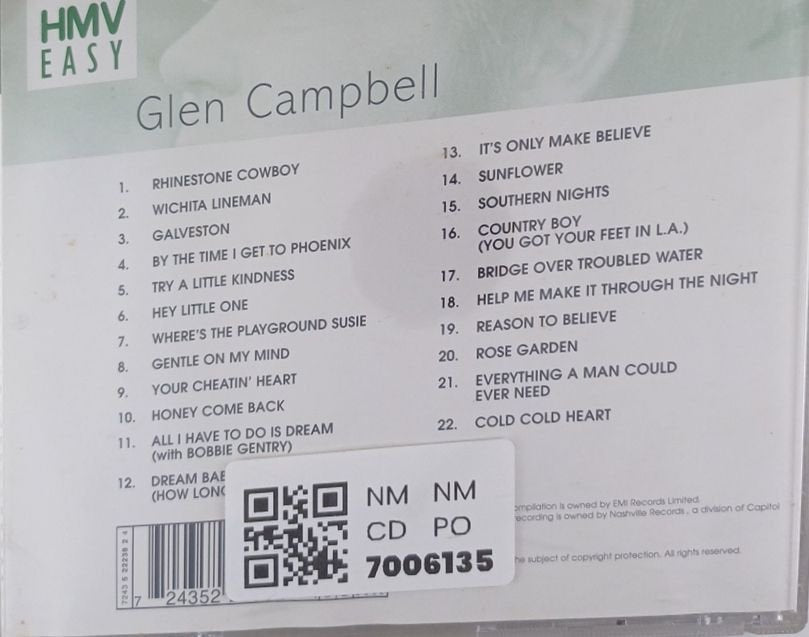 HMV
EASY
Glen Campbell
1. RHINESTONE COWBOY
2. WICHITA LINEMAN
3. GALVESTON
4. BY THE TIME I GET TO PHOENIX
5. TRY A LITTLE KINDNESS
6. HEY LITTLE ONE
7. WHERE'S THE PLAYGROUND SUSIE
8. GENTLE ON MY MIND
9. YOUR CHEATIN' HEART
10. HONEY COME BACK
11. ALL I HAVE TO DO IS DREAM
(with BOBBIE GENTRY)
12. DREAM
(HOW
13. IT'S ONLY MAKE BELIEVE
14. SUNFLOWER
15. SOUTHERN NIGHTS
16. COUNTRY BOY
(YOU GOT YOUR FEET IN L.A.)
17. BRIDGE OVER TROUBLED WATER
18. HELP ME MAKE IT THROUGH THE NIGHT
19. REASON TO BELIEVE
20. ROSE GARDEN
21. EVERYTHING A MAN COULD
EVER NEED
22. COLD COLD HEART
NM NM
CD PO
7006135
is owned by EMI Records Limited.
is owned by Nashville Records, a division of Capitol
the subject of copyright protection. All rights reserved.
7243 5 22238 2 4
7 24352